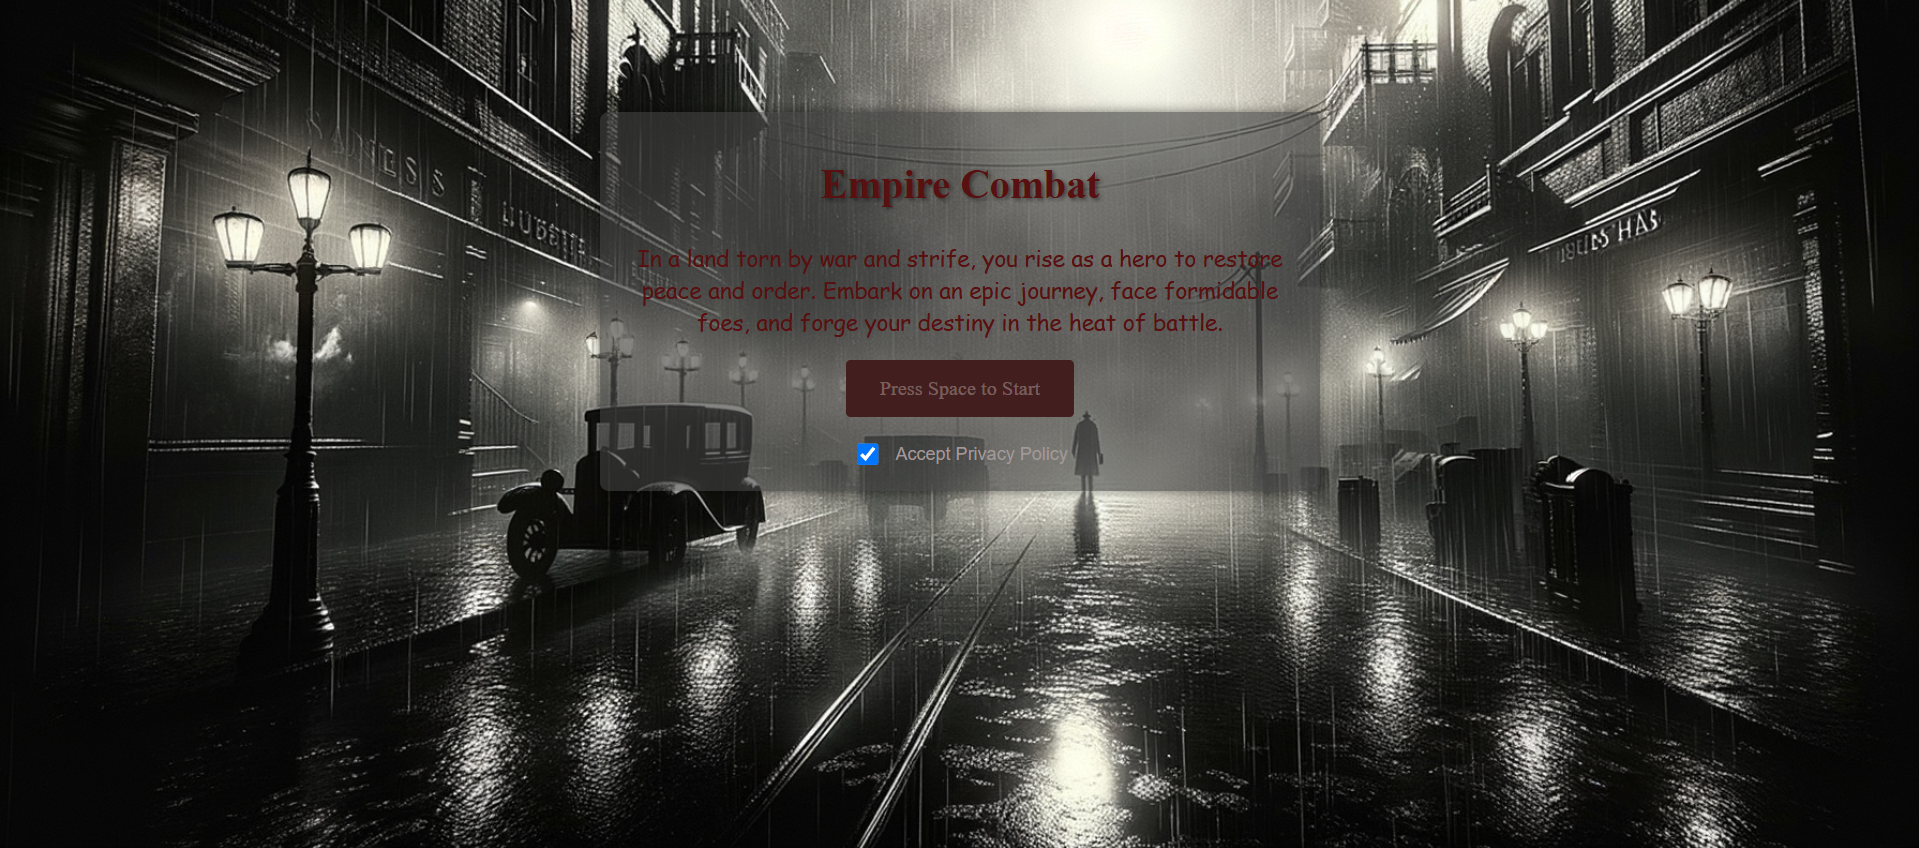 Empire Combat
In a land torn by war and strife, you rise as a hero to restore
peace and order. Embark on an epic journey, face formidable
foes, and forge your destiny in the heat of battle.
Press Space to Start
Accept Privacy Policy